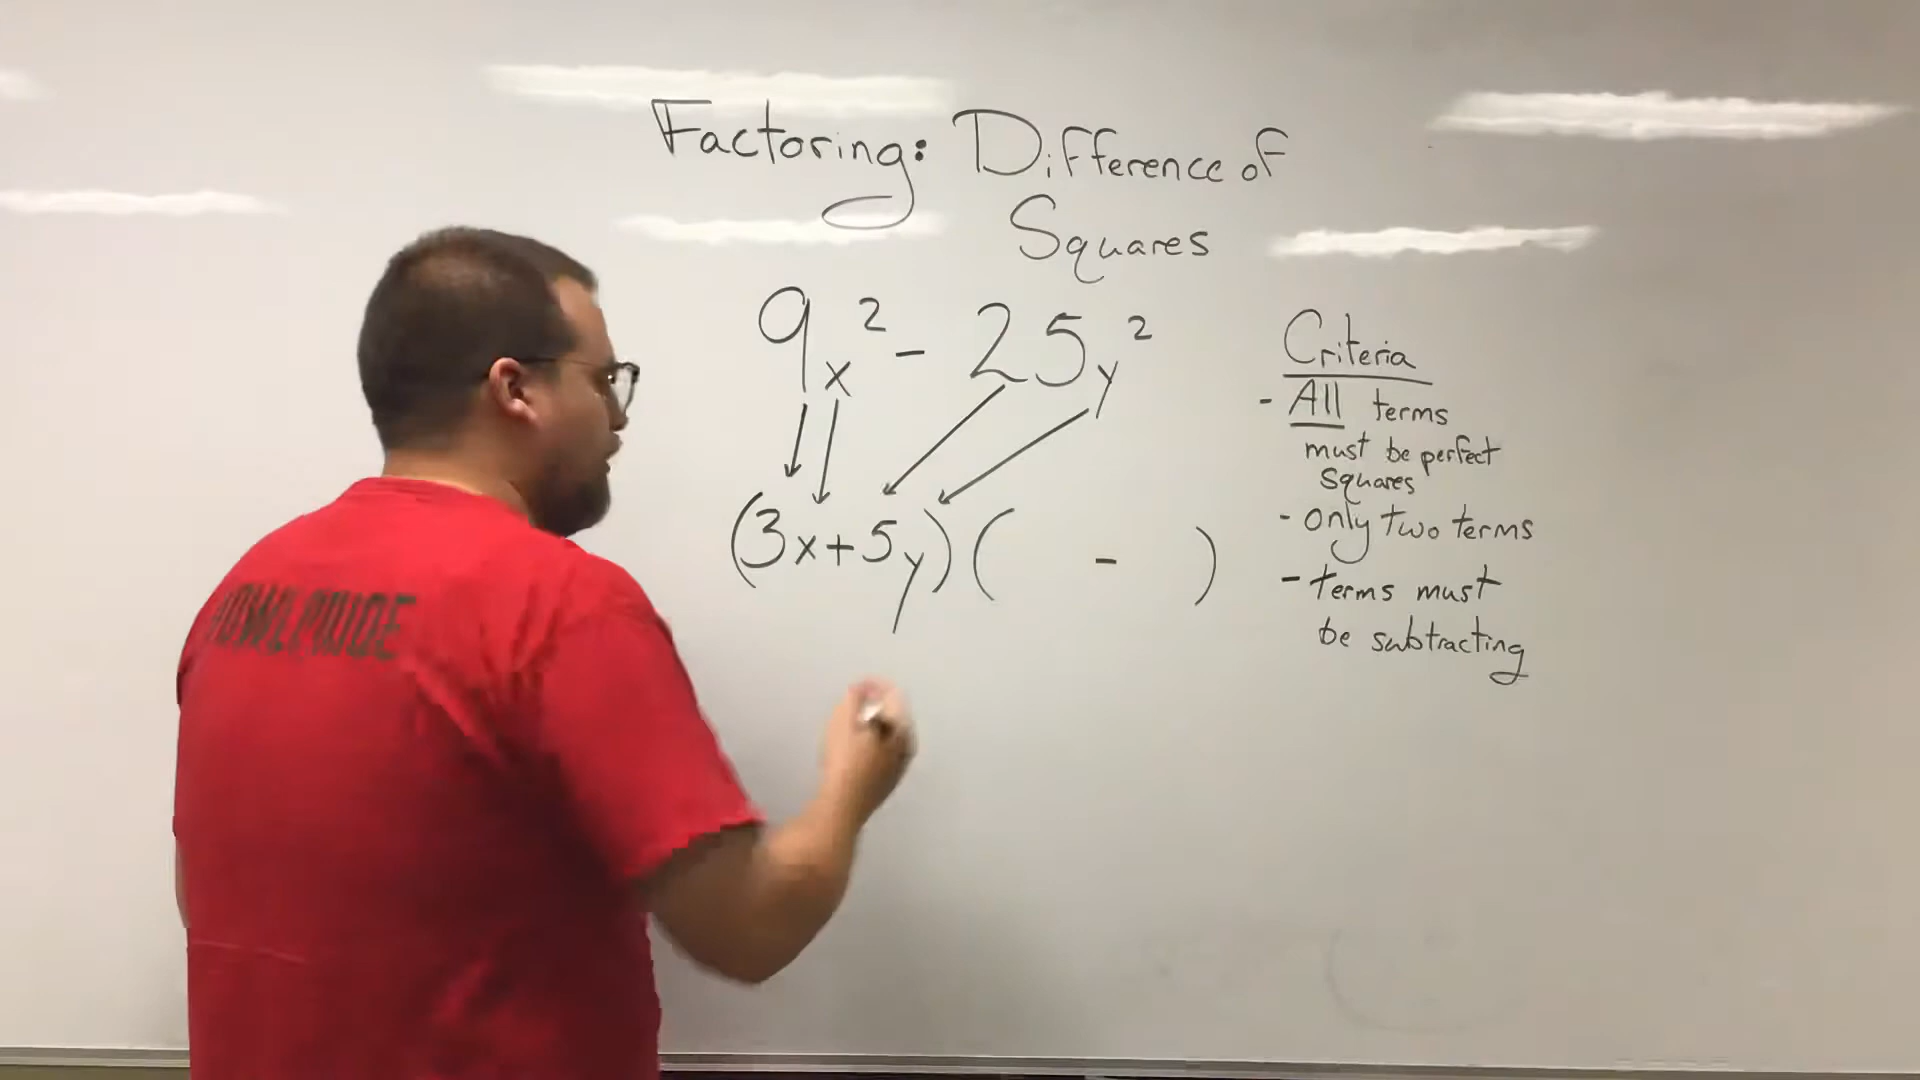 Factoring: Difference of
Squares
9x² - 25y²
(3x+5y)( - )
Criteria
- All terms
must be perfect
squares
- only two terms
- terms must
be subtracting